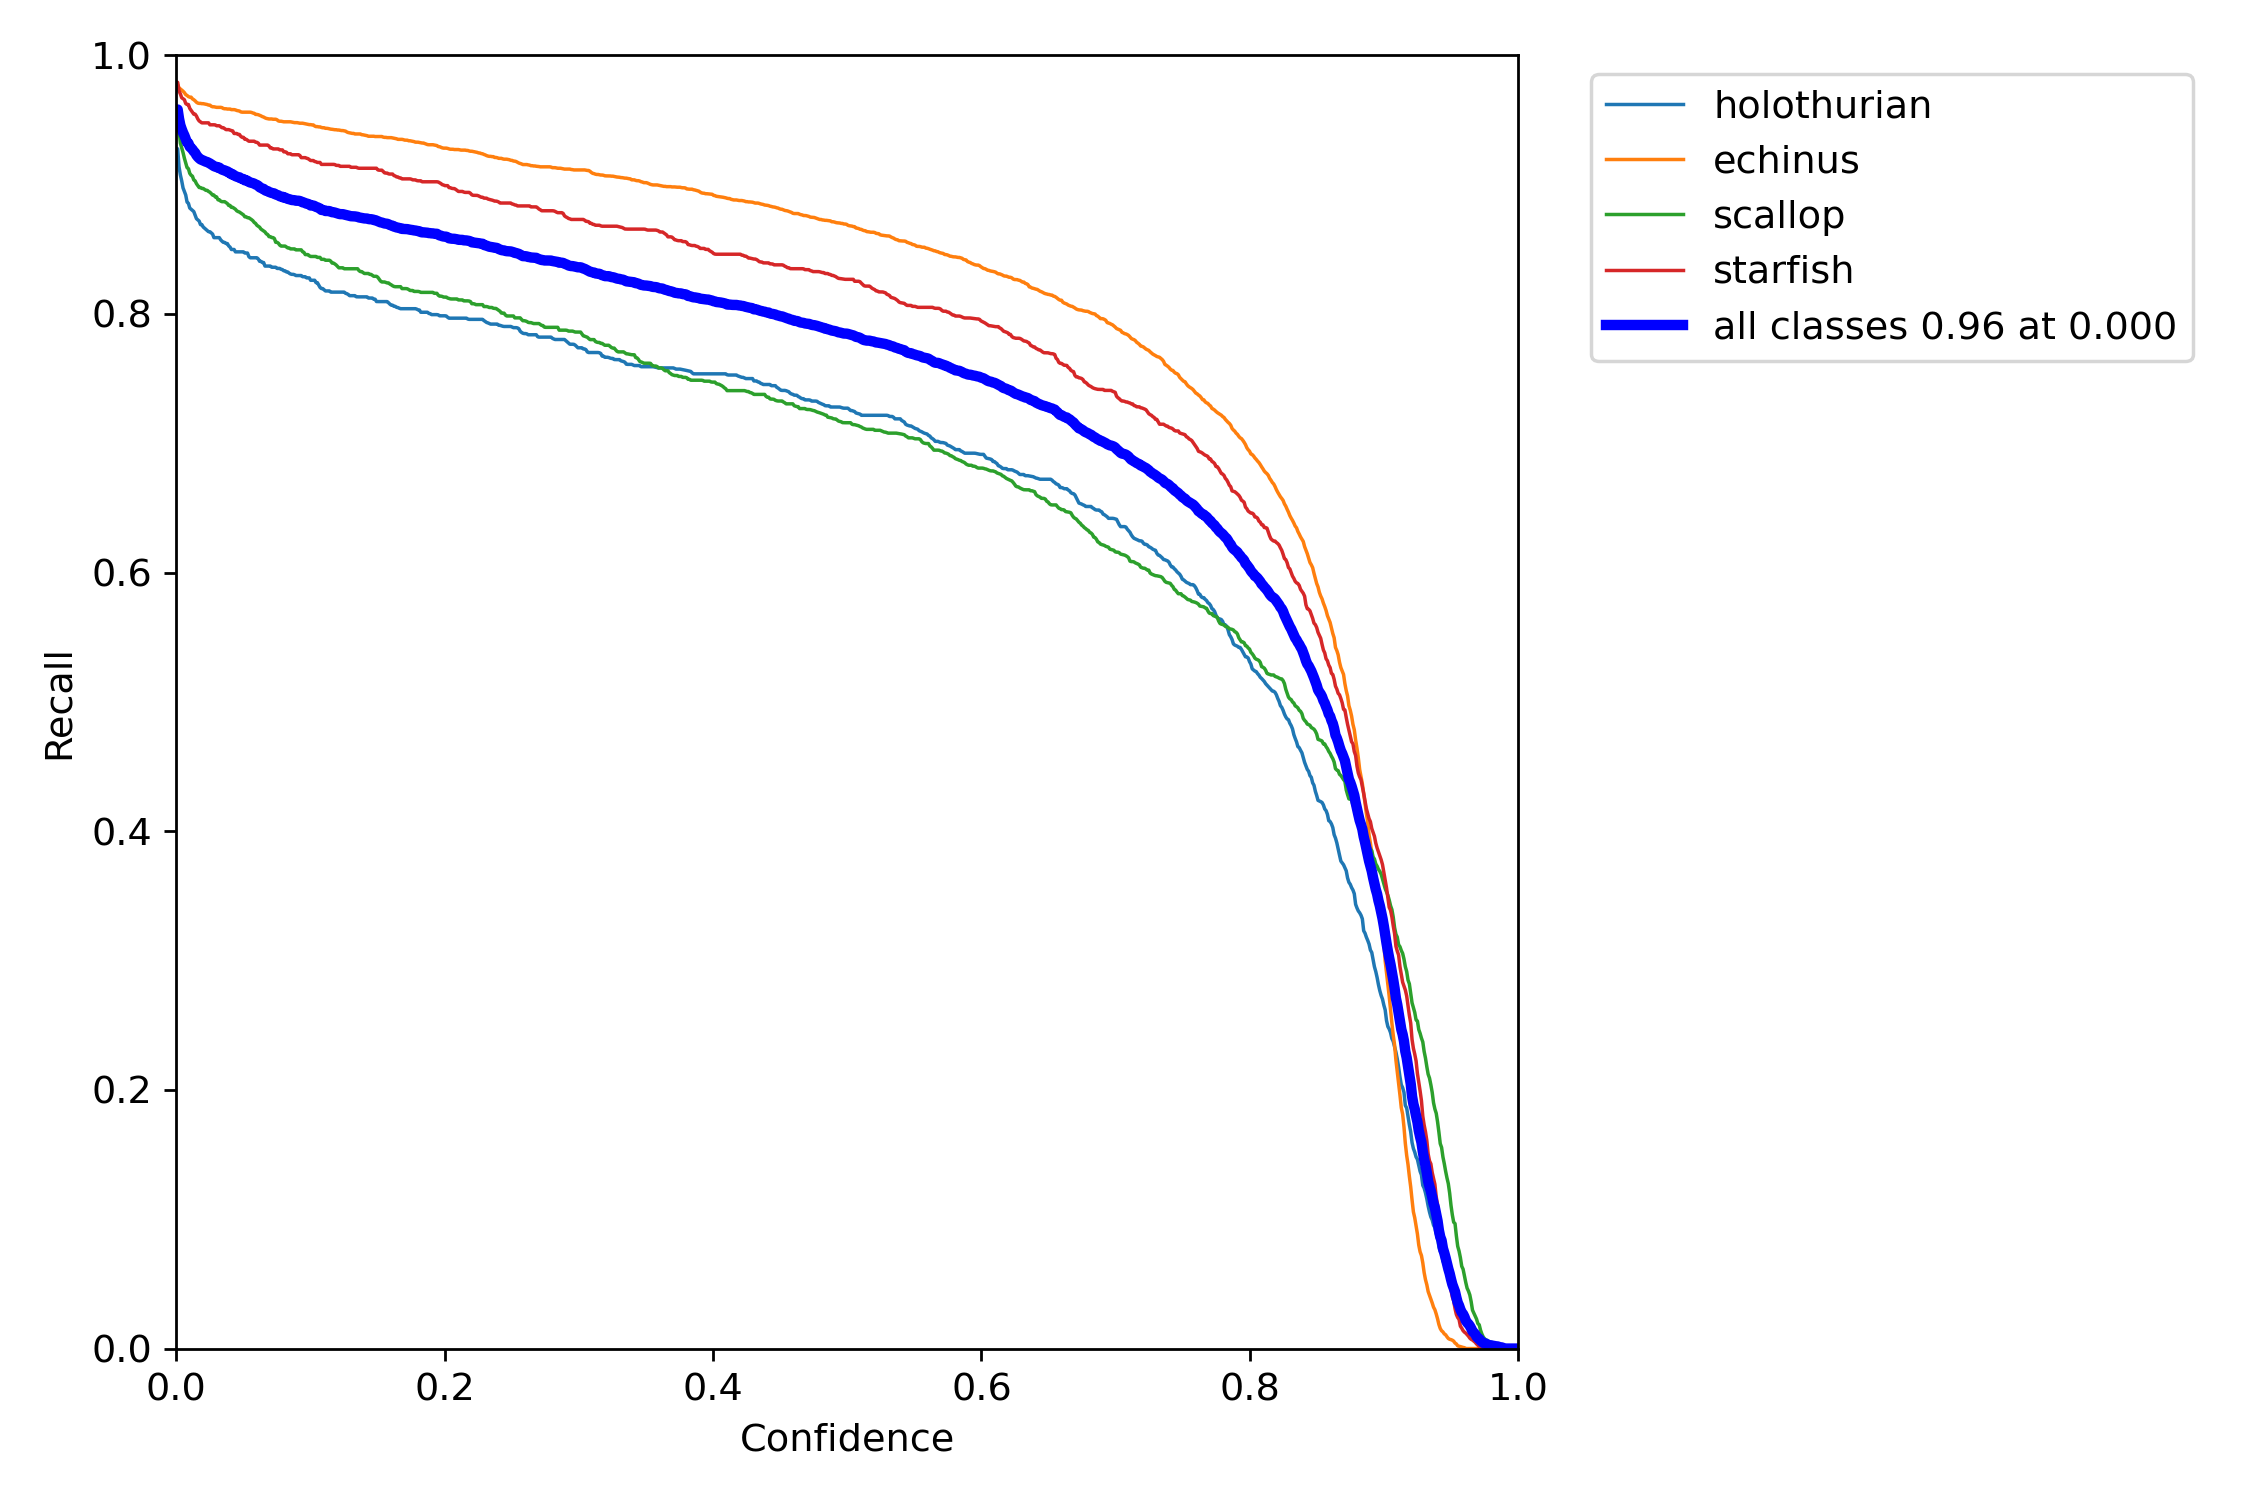 1.0
0.8
0.6
0.4
0.2
0.0
Recall
0.0 0.2 0.4 0.6 0.8 1.0
Confidence
holothurian
echinus
scallop
starfish
all classes 0.96 at 0.000